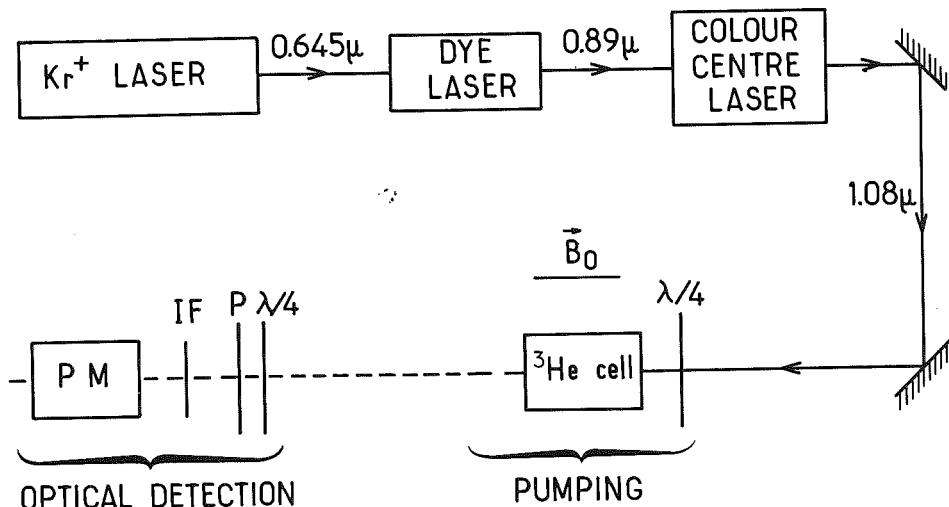 Kr⁺ LASER
0.645μ
DYE
LASER
0.89μ
COLOUR
CENTRE
LASER
1.08μ
B⃗₀
λ/4
³He cell
PUMPING
IF
P
λ/4
PM
OPTICAL DETECTION